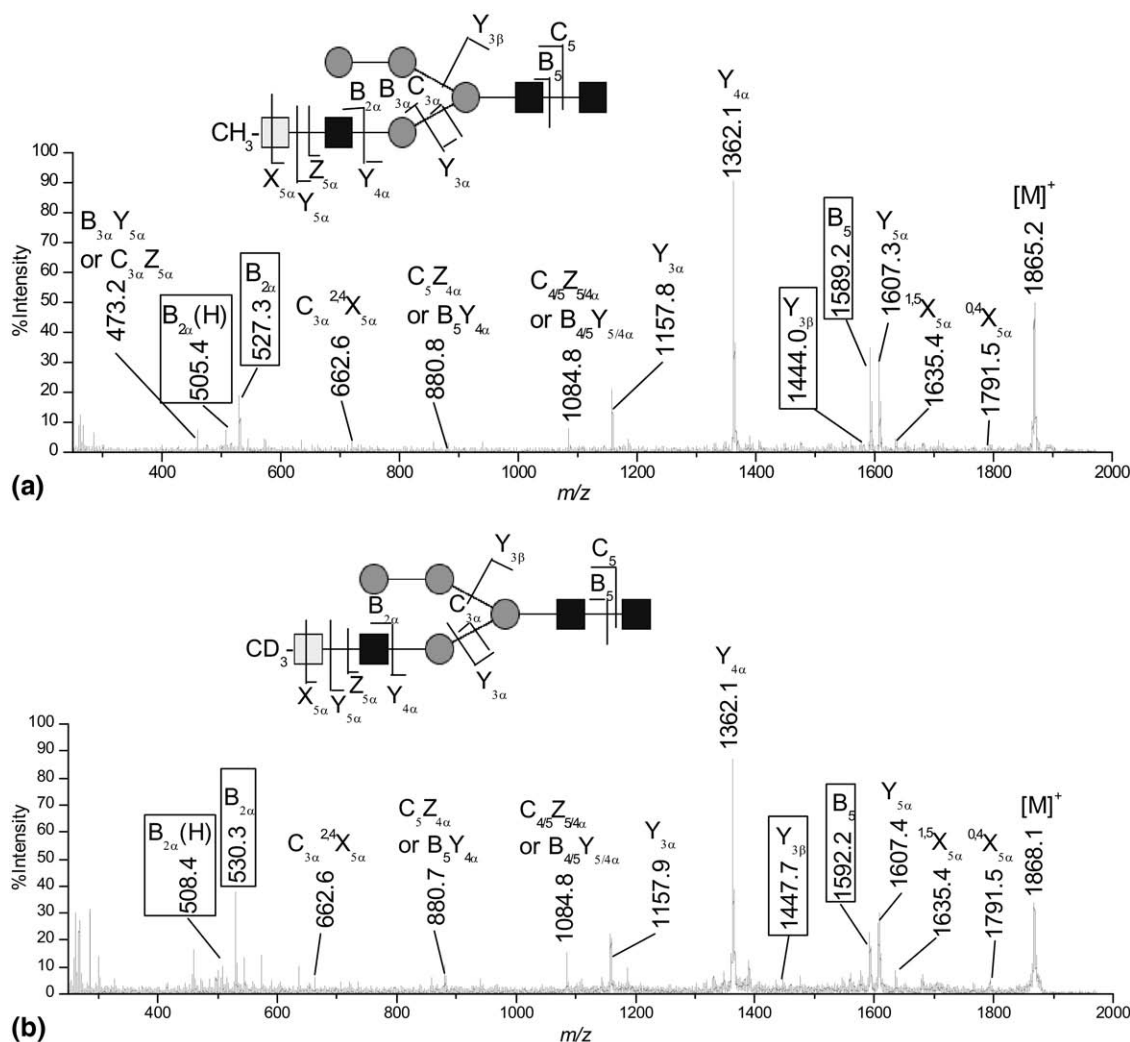 Y3β
C5
B5
B2α B3α C3α
CH3-
X5α Y5α Z5α Y4α Y3α
%Intensity
100
90
80
70
60
50
40
30
20
10
0
B3αY5α
or C3αZ5α
473.2
B2α(H)
505.4
B2α
527.3
C3α 2,4X5α
662.6
C5Z4α
or B5Y4α
880.8
C4/5Z5/4α
or B4/5Y5/4α
1084.8
Y3α
1157.8
Y4α
1362.1
Y3β
1444.0
B5
1589.2
Y5α
1607.3
1,5X5α
1635.4
0,4X5α
1791.5
[M]+
1865.2
400 600 800 1000 1200 1400 1600 1800 2000
m/z
(a)
Y3β
C5
B5
B2α C3α
CD3-
X5α Y5α Z5α Y4α Y3α
%Intensity
100
90
80
70
60
50
40
30
20
10
0
B2α(H)
508.4
B2α
530.3
C3α 2,4X5α
662.6
C5Z4α
or B5Y4α
880.7
C4/5Z5/4α
or B4/5Y5/4α
1084.8
Y3α
1157.9
Y4α
1362.1
Y3β
1447.7
B5
1592.2
Y5α
1607.4
1,5X5α
1635.4
0,4X5α
1791.5
[M]+
1868.1
400 600 800 1000 1200 1400 1600 1800 2000
m/z
(b)